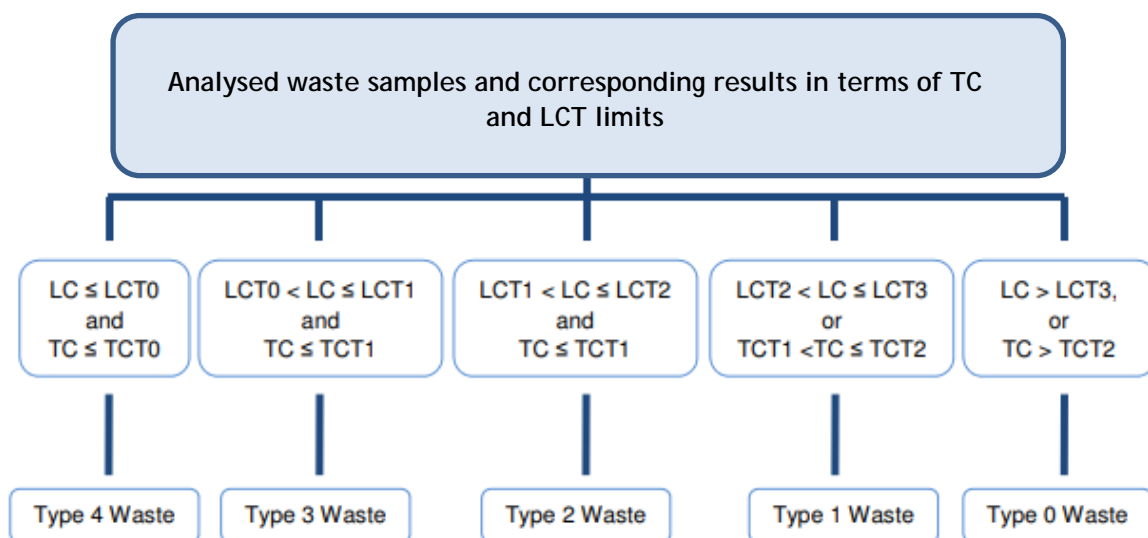 Analysed waste samples and corresponding results in terms of TC
and LCT limits
LC ≤ LCT0
and
TC ≤ TCT0
LCT0 < LC ≤ LCT1
and
TC ≤ TCT1
LCT1 < LC ≤ LCT2
and
TC ≤ TCT1
LCT2 < LC ≤ LCT3
or
TCT1 <TC ≤ TCT2
LC > LCT3,
or
TC > TCT2
Type 4 Waste
Type 3 Waste
Type 2 Waste
Type 1 Waste
Type 0 Waste